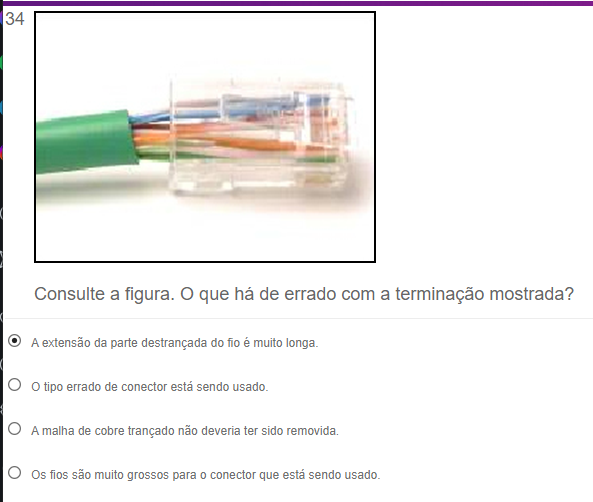 34
Consulte a figura. O que há de errado com a terminação mostrada?
A extensão da parte destrançada do fio é muito longa.
O tipo errado de conector está sendo usado.
A malha de cobre trançado não deveria ter sido removida.
Os fios são muito grossos para o conector que está sendo usado.